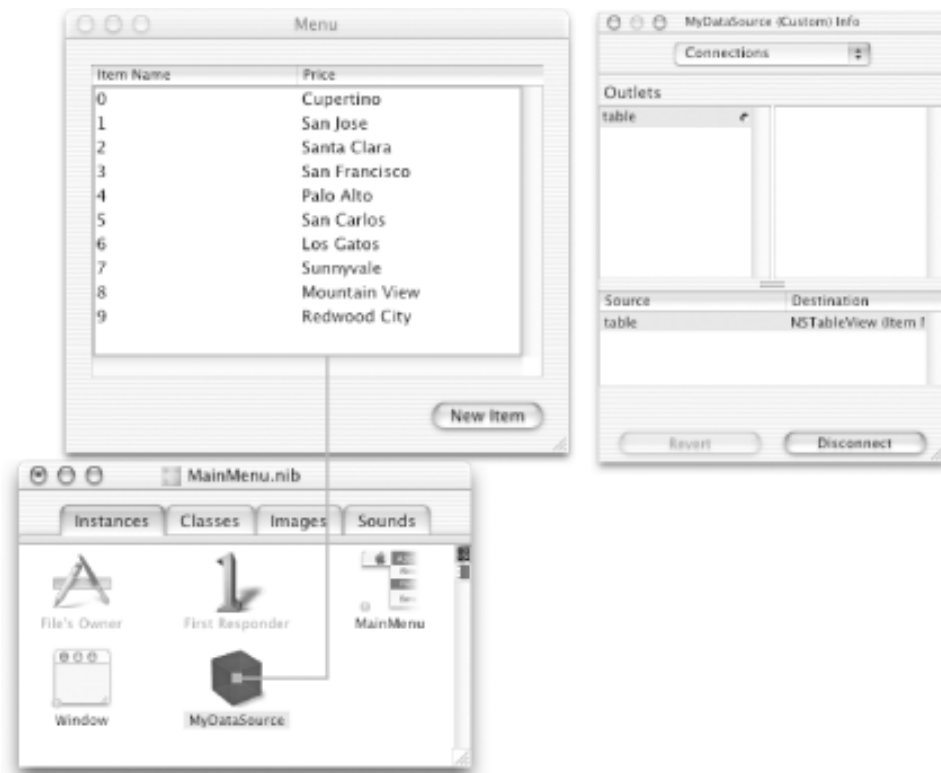 Menu
Item Name Price
0 Cupertino
1 San Jose
2 Santa Clara
3 San Francisco
4 Palo Alto
5 San Carlos
6 Los Gatos
7 Sunnyvale
8 Mountain View
9 Redwood City
New Item
MyDataSource (Custom) Info
Connections
Outlets
table
Source Destination
table NSTableView (Item
Revert Disconnect
MainMenu.nib
Instances Classes Images Sounds
File's Owner First Responder MainMenu
Window MyDataSource